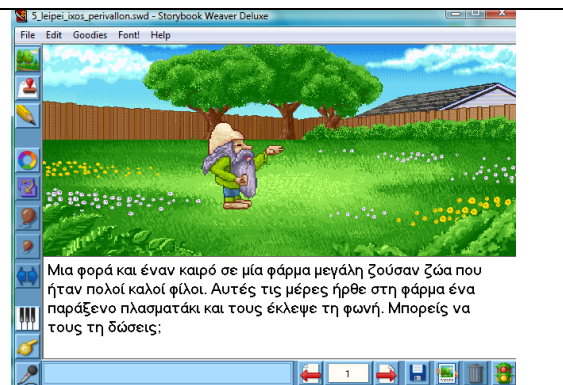 5_leipei_ixos_perivallon.swd - Storybook Weaver Deluxe
File Edit Goodies Font! Help
Μια φορά και έναν καιρό σε μία φάρμα μεγάλη ζούσαν ζώα που
ήταν πολοί καλοί φίλοι. Αυτές τις μέρες ήρθε στη φάρμα ένα
παράξενο πλασματάκι και τους έκλεψε τη φωνή. Μπορείς να
τους τη δώσεις;
1